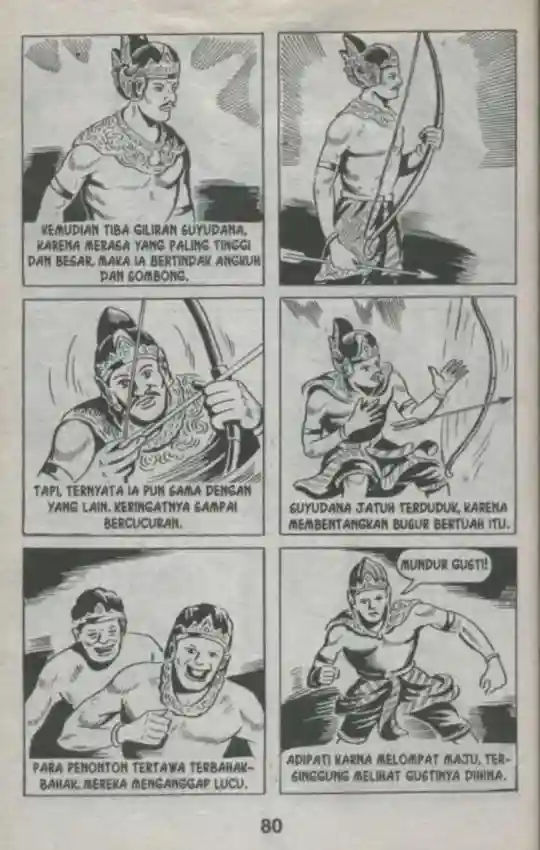 KEMUDIAN TIBA GILIRAN SUYUDANA,
KARENA MERASA YANG PALING TINGGI
DAN BESAR, MAKA IA BERTINDAK ANGKUH
DAN SOMBONG.
TAPI, TERNYATA IA PUN SAMA DENGAN
YANG LAIN. KERINGATNYA SAMPAI
BERCUCURAN.
SUYUDANA JATUH TERDUDUK, KARENA
MEMBENTANGKAN BUSUR BERTUAH ITU.
PARA PENONTON TERTAWA TERBAHAK-
BAHAK. MEREKA MENGANGGAP LUCU.
MUNDUR GUSTI!
ADIPATI KARNA MELOMPAT MAJU, TER-
SINGGUNG MELIHAT GUSTINYA DIHINA.
80